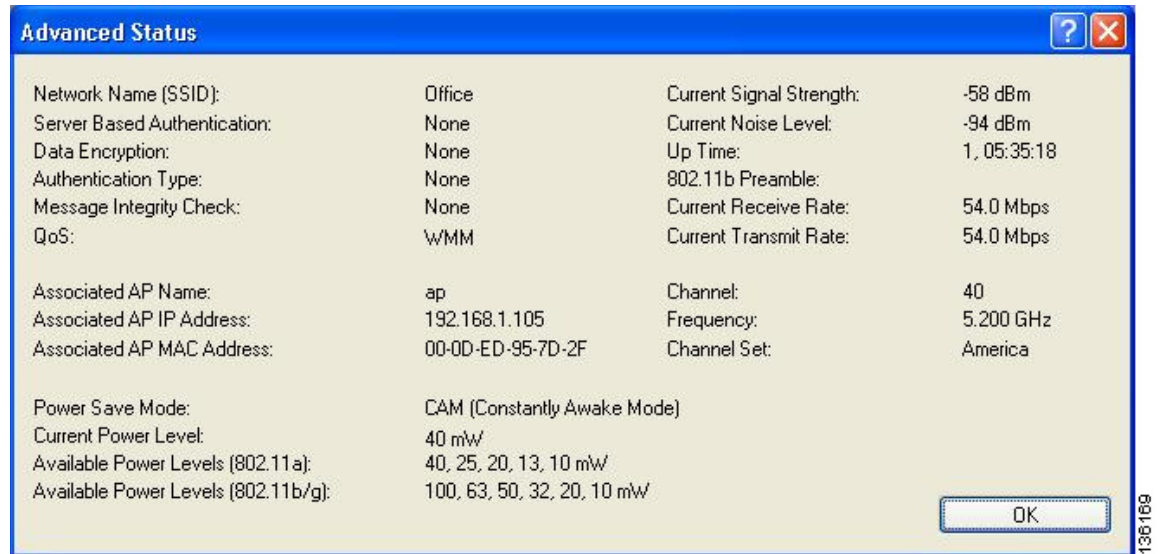 Advanced Status
Network Name (SSID): Office Current Signal Strength: -58 dBm
Server Based Authentication: None Current Noise Level: -94 dBm
Data Encryption: None Up Time: 1, 05:35:18
Authentication Type: None 802.11b Preamble:
Message Integrity Check: None Current Receive Rate: 54.0 Mbps
QoS: WMM Current Transmit Rate: 54.0 Mbps
Associated AP Name: ap Channel: 40
Associated AP IP Address: 192.168.1.105 Frequency: 5.200 GHz
Associated AP MAC Address: 00-0D-ED-95-7D-2F Channel Set: America
Power Save Mode: CAM (Constantly Awake Mode)
Current Power Level: 40 mW
Available Power Levels (802.11a): 40, 25, 20, 13, 10 mW
Available Power Levels (802.11b/g): 100, 63, 50, 32, 20, 10 mW
OK
136169